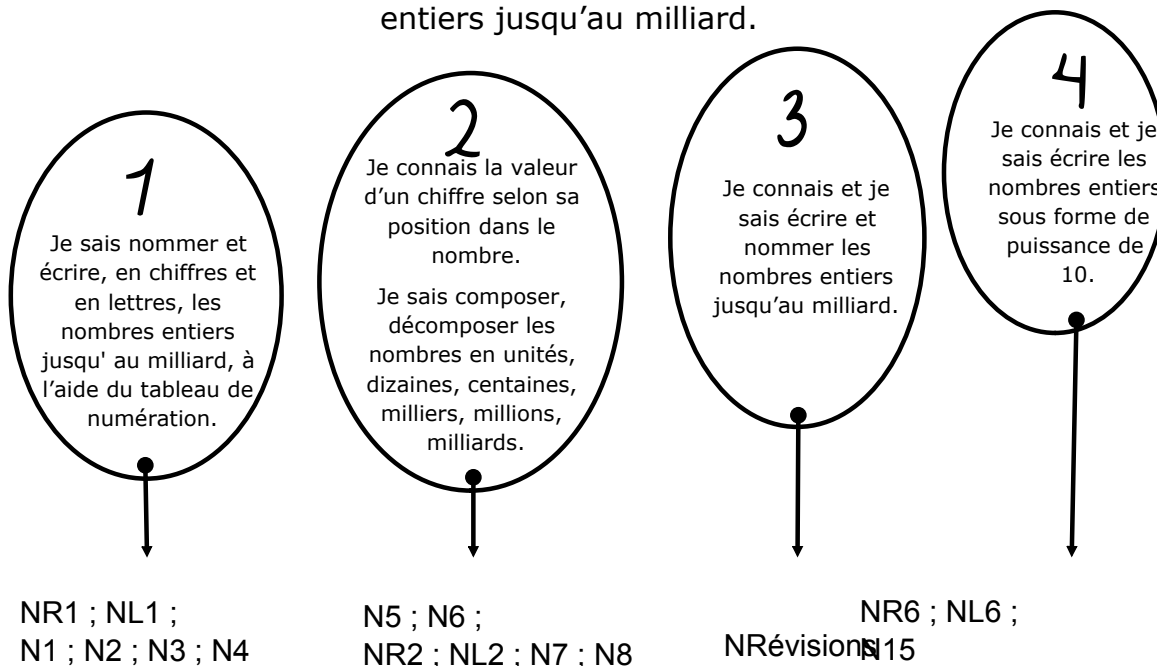 entiers jusqu’au milliard.
1
Je sais nommer et
écrire, en chiffres et
en lettres, les
nombres entiers
jusqu' au milliard, à
l’aide du tableau de
numération.
2
Je connais la valeur
d’un chiffre selon sa
position dans le
nombre.
Je sais composer,
décomposer les
nombres en unités,
dizaines, centaines,
milliers, millions,
milliards.
3
Je connais et je
sais écrire et
nommer les
nombres entiers
jusqu’au milliard.
4
Je connais et je
sais écrire les
nombres entiers
sous forme de
puissance de
10.
NR1 ; NL1 ;
N1 ; N2 ; N3 ; N4
N5 ; N6 ;
NR2 ; NL2 ; N7 ; N8
NRévisions
NR6 ; NL6 ;
N15